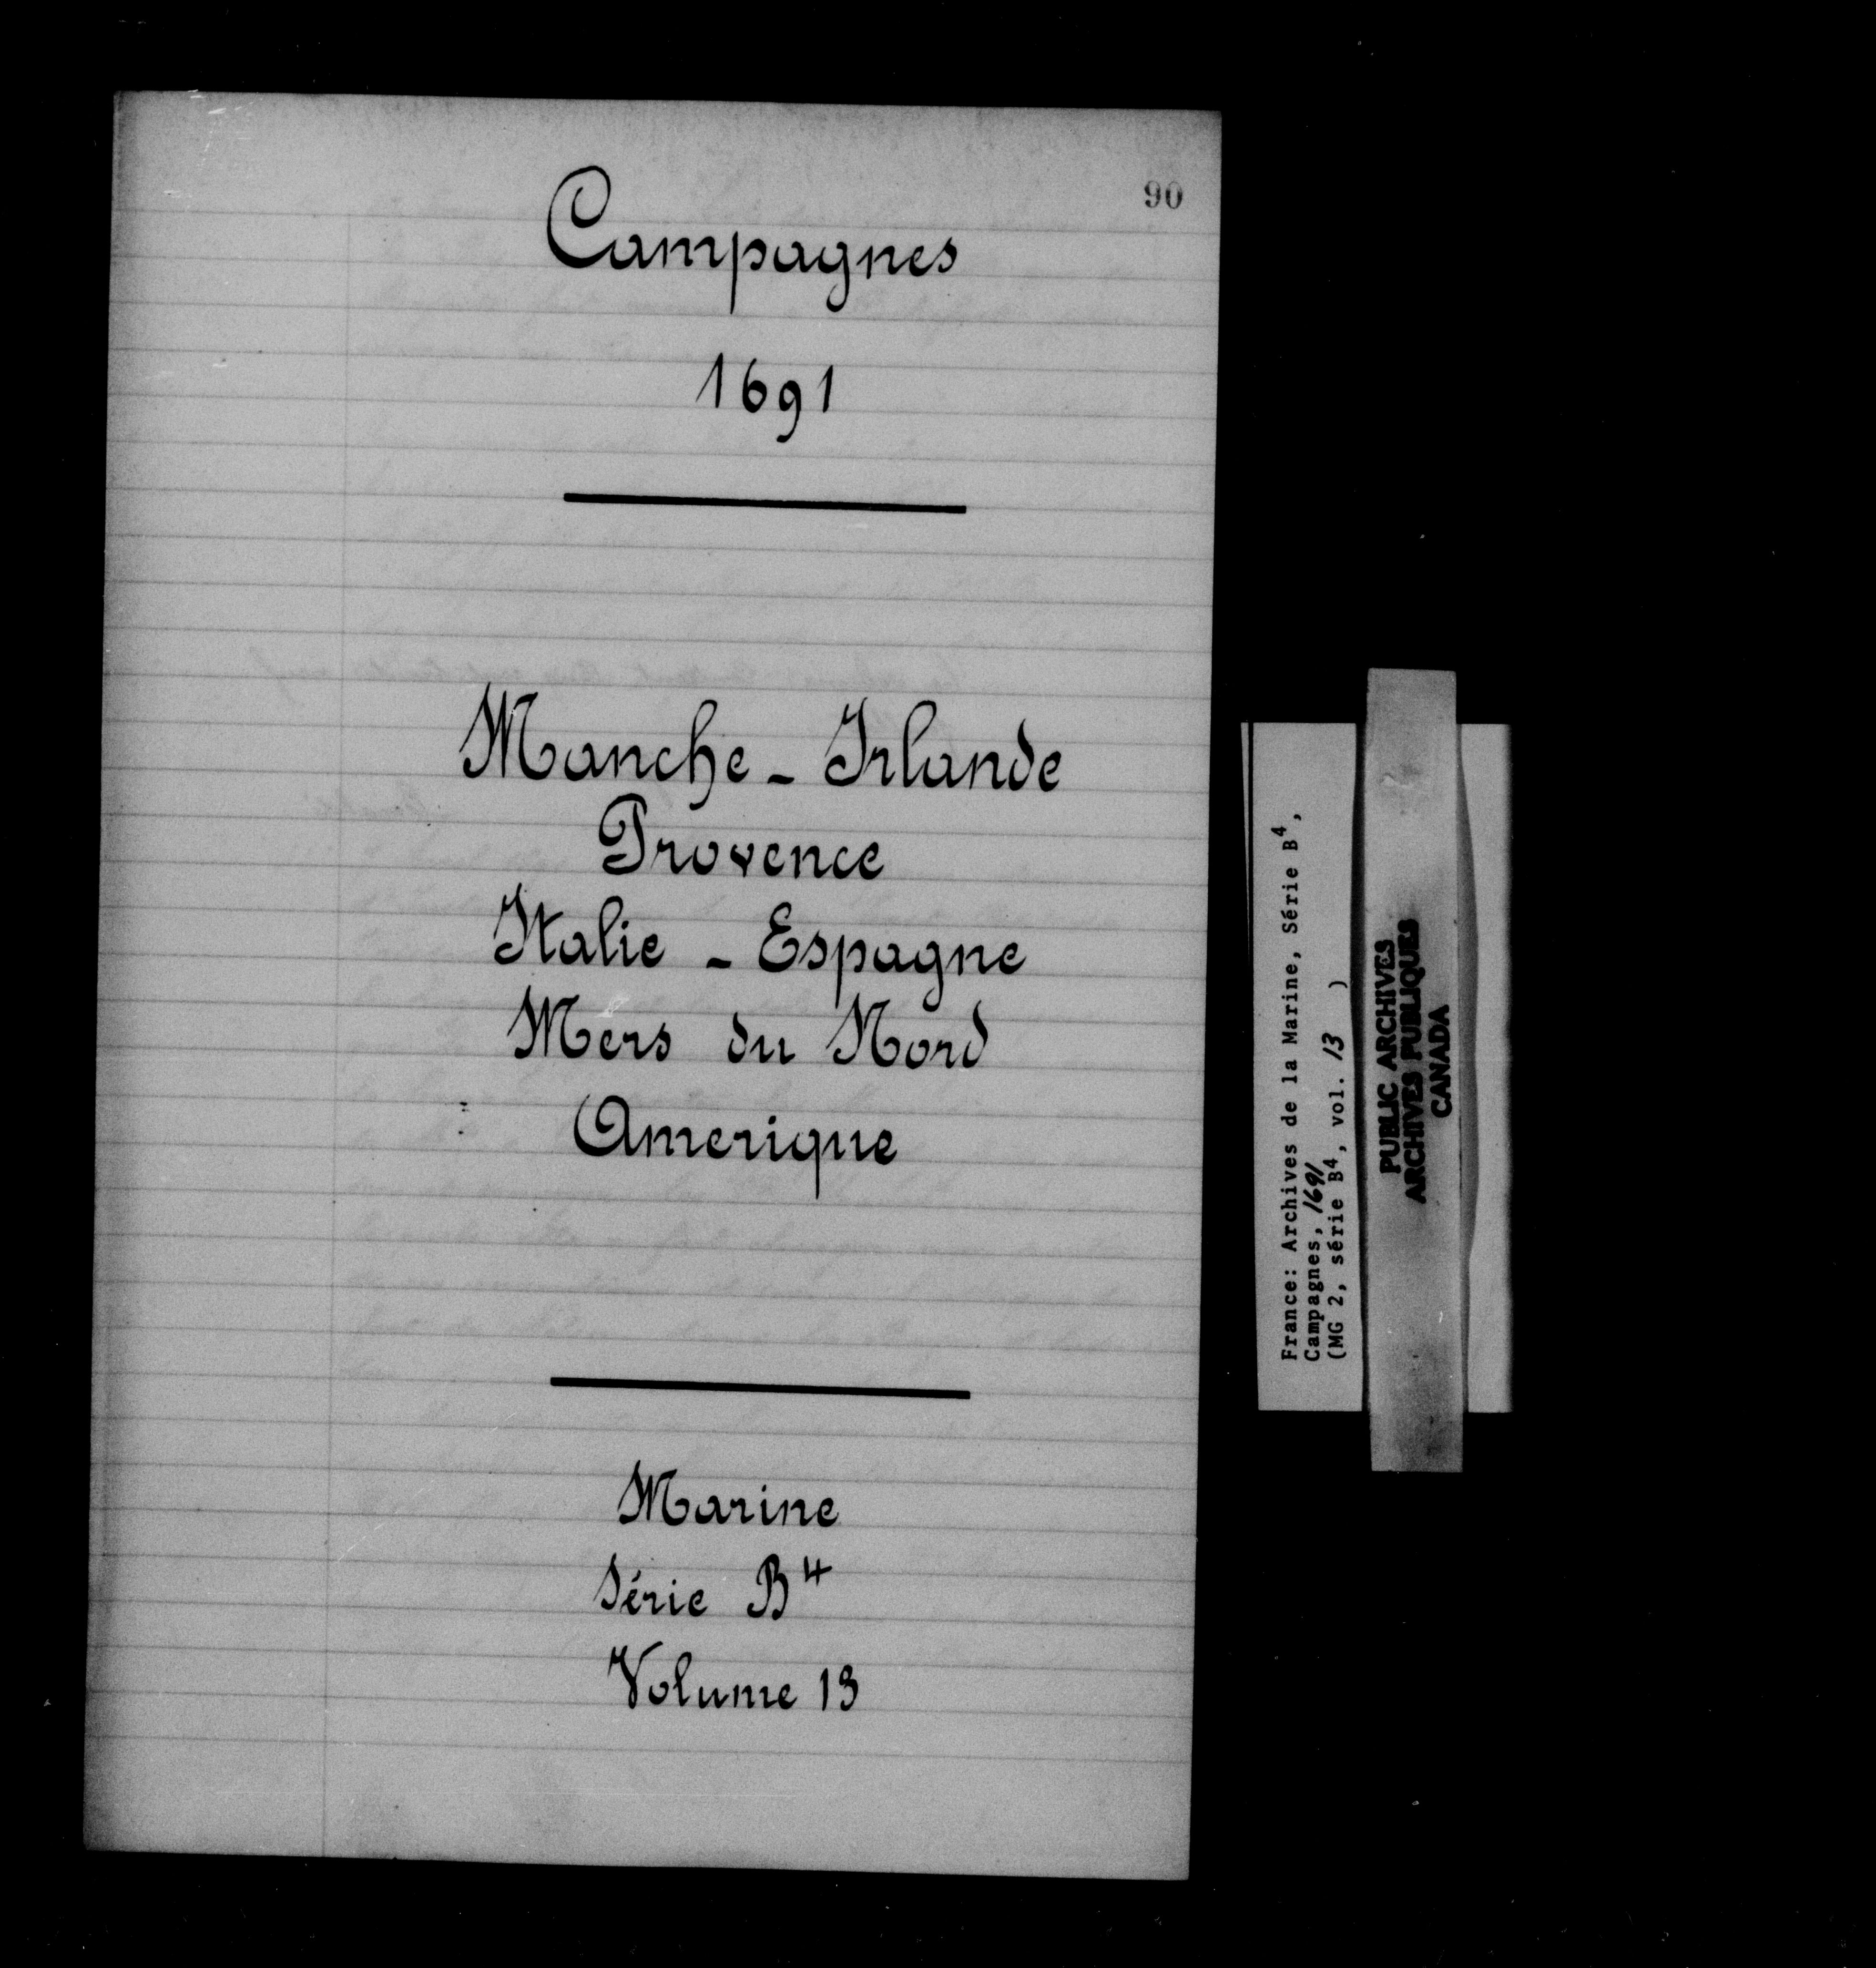 90
Campagnes
1691
Manche - Irlande
Provence
Italie - Espagne
Mers du Nord
Amerique
Marine
Série B4
Volume 13
France: Archives de la Marine, Série B4,
Campagnes, 1691
(MG 2, série B4, vol. 13 )
PUBLIC ARCHIVES
ARCHIVES PUBLIQUES
CANADA